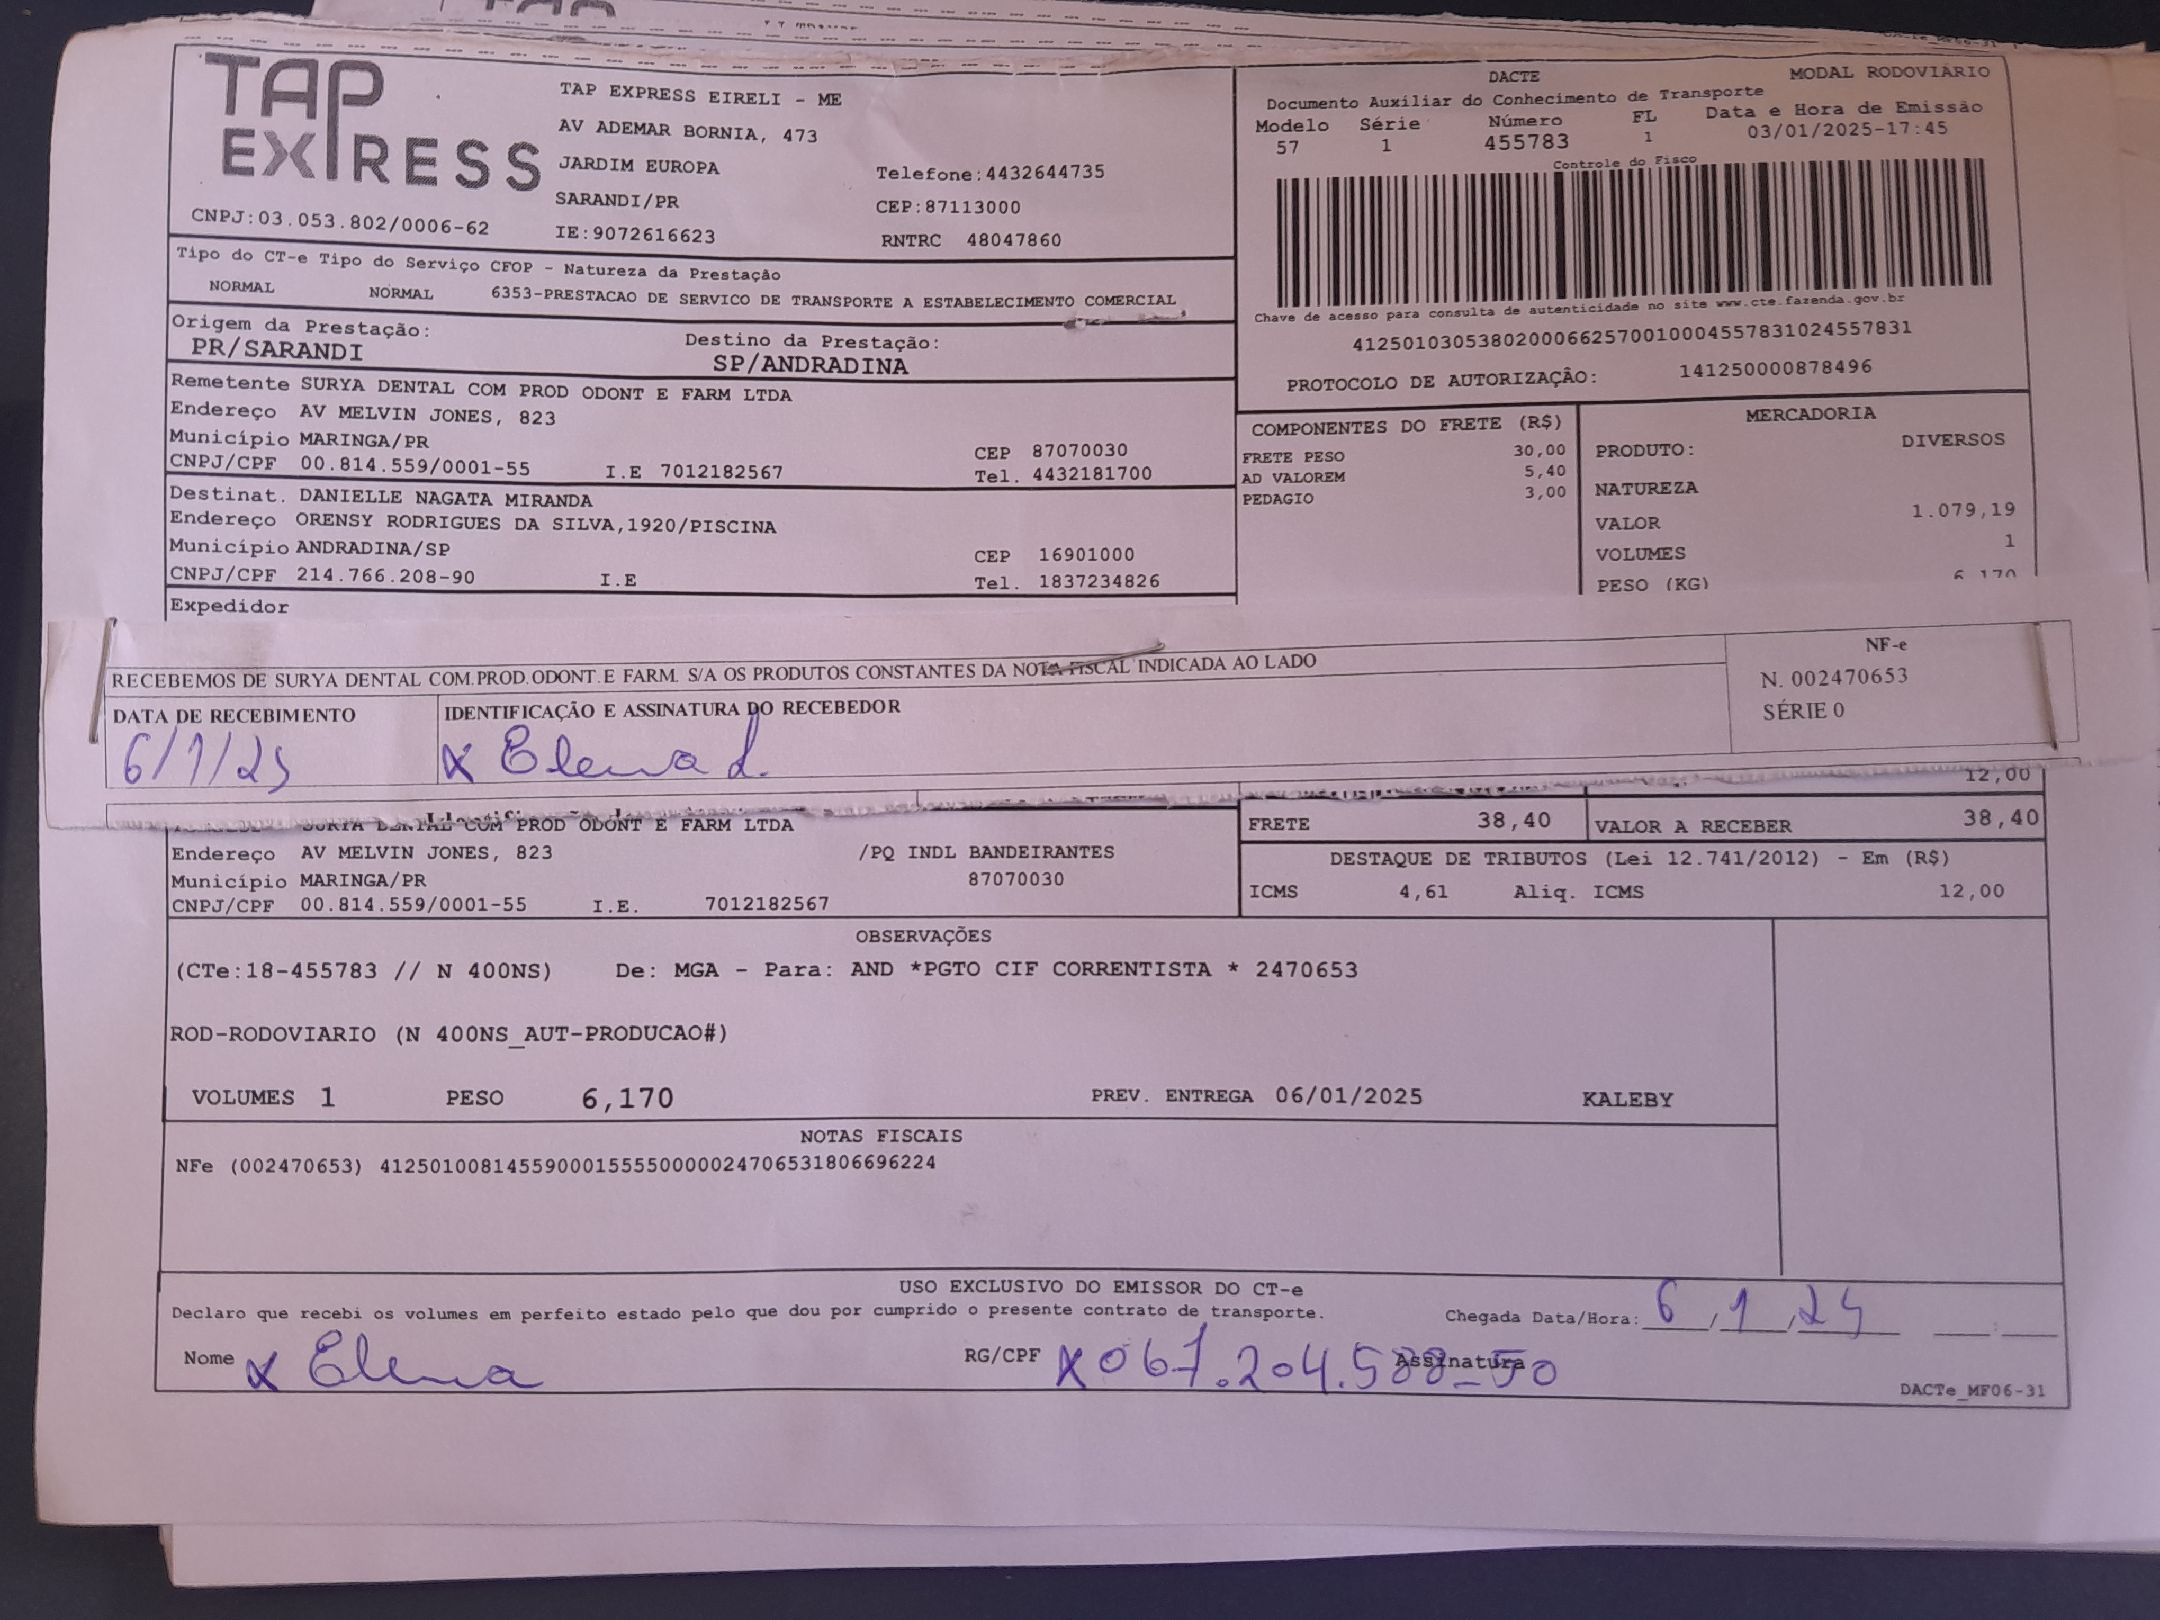 TAP EXPRESS
TAP EXPRESS EIRELI - ME
AV ADEMAR BORNIA, 473
JARDIM EUROPA
Telefone:4432644735
SARANDI/PR
CEP:87113000
CNPJ:03.053.802/0006-62
IE:9072616623
RNTRC 48047860
DACTE
MODAL RODOVIÁRIO
Documento Auxiliar do Conhecimento de Transporte
Modelo Série Número FL Data e Hora de Emissão
57 1 455783 1 03/01/2025-17:45
Controle do Fisco
Chave de acesso para consulta de autenticidade no site www.cte.fazenda.gov.br
41250103053802000662570010004557831024557831
PROTOCOLO DE AUTORIZAÇÃO: 141250000878496
Tipo do CT-e Tipo do Serviço CFOP - Natureza da Prestação
NORMAL NORMAL 6353-PRESTACAO DE SERVICO DE TRANSPORTE A ESTABELECIMENTO COMERCIAL
Origem da Prestação: Destino da Prestação:
PR/SARANDI SP/ANDRADINA
Remetente SURYA DENTAL COM PROD ODONT E FARM LTDA
Endereço AV MELVIN JONES, 823
Município MARINGA/PR CEP 87070030
CNPJ/CPF 00.814.559/0001-55 I.E 7012182567 Tel. 4432181700
Destinat. DANIELLE NAGATA MIRANDA
Endereço ORENSY RODRIGUES DA SILVA,1920/PISCINA
Município ANDRADINA/SP CEP 16901000
CNPJ/CPF 214.766.208-90 I.E Tel. 1837234826
Expedidor
COMPONENTES DO FRETE (R$)
FRETE PESO 30,00
AD VALOREM 5,40
PEDAGIO 3,00
MERCADORIA
PRODUTO: DIVERSOS
NATUREZA
VALOR 1.079,19
VOLUMES 1
PESO (KG) 6,170
RECEBEMOS DE SURYA DENTAL COM.PROD.ODONT.E FARM. S/A OS PRODUTOS CONSTANTES DA NOTA FISCAL INDICADA AO LADO
NF-e
N. 002470653
SÉRIE 0
DATA DE RECEBIMENTO IDENTIFICAÇÃO E ASSINATURA DO RECEBEDOR
6/1/25 x Elena L.
12,00
SURYA DENTAL COM PROD ODONT E FARM LTDA
Endereço AV MELVIN JONES, 823 /PQ INDL BANDEIRANTES
Município MARINGA/PR 87070030
CNPJ/CPF 00.814.559/0001-55 I.E. 7012182567
FRETE 38,40 VALOR A RECEBER 38,40
DESTAQUE DE TRIBUTOS (Lei 12.741/2012) - Em (R$)
ICMS 4,61 Aliq. ICMS 12,00
OBSERVAÇÕES
(CTe:18-455783 // N 400NS) De: MGA - Para: AND *PGTO CIF CORRENTISTA * 2470653
ROD-RODOVIARIO (N 400NS_AUT-PRODUCAO#)
VOLUMES 1 PESO 6,170 PREV. ENTREGA 06/01/2025 KALEBY
NOTAS FISCAIS
NFe (002470653) 41250100814559000155550000024706531806696224
USO EXCLUSIVO DO EMISSOR DO CT-e
Declaro que recebi os volumes em perfeito estado pelo que dou por cumprido o presente contrato de transporte. Chegada Data/Hora: 6/1/25
Nome x Elena RG/CPF x 067.204.588-50 Assinatura
DACTe_MF06-31